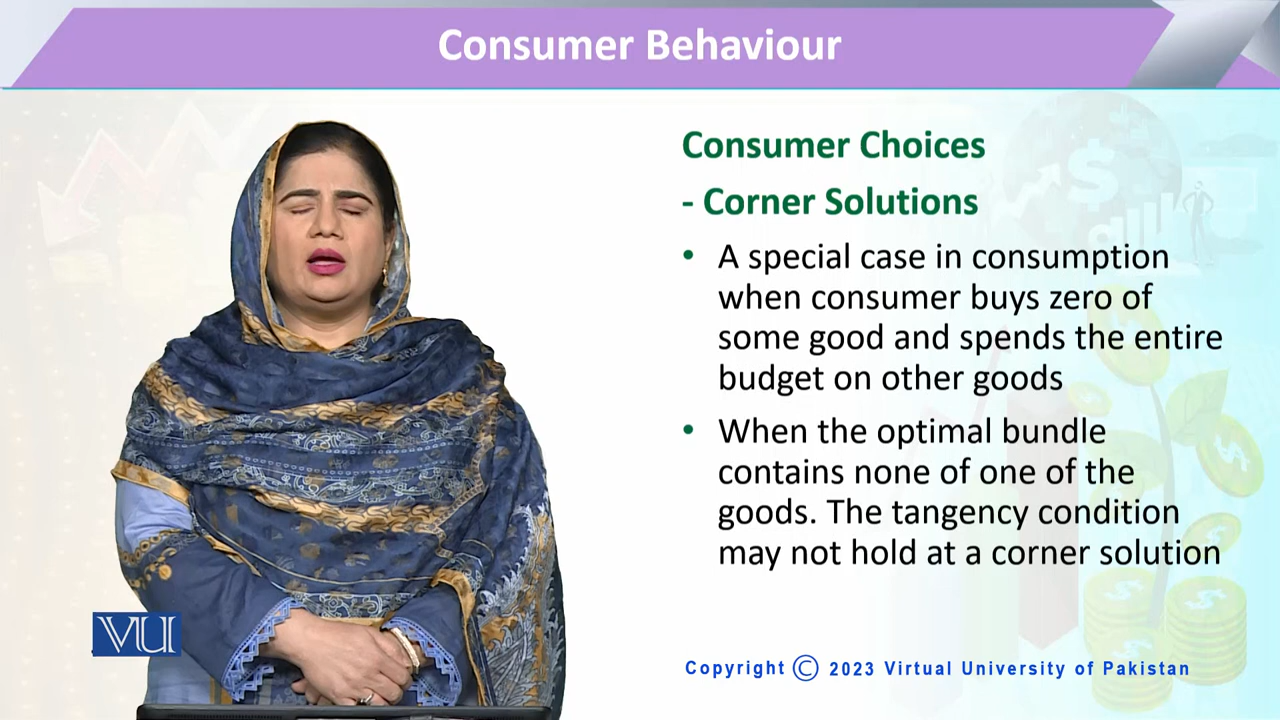 Consumer Behaviour
Consumer Choices
- Corner Solutions
• A special case in consumption
when consumer buys zero of
some good and spends the entire
budget on other goods
• When the optimal bundle
contains none of one of the
goods. The tangency condition
may not hold at a corner solution
VU
Copyright © 2023 Virtual University of Pakistan